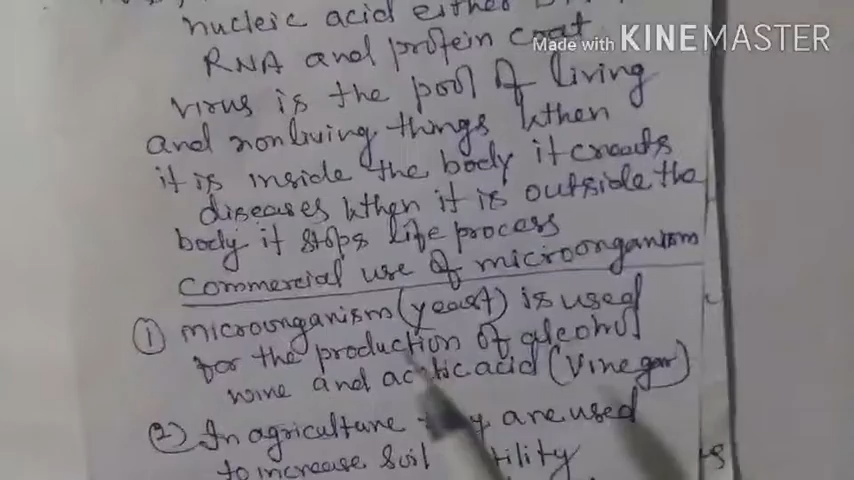 nucleic acid either
RNA and protein coat
Made with KINEMASTER
virus is the pool of living
and nonliving things when
it is inside the body it creats
diseases when it is outside the
body it stops life process
commercial use of microorganism
① microorganism (yeast) is used
for the production of alcohol
wine and acetic acid (Vinegar)
② In agriculture they are used
to increase soil fertility